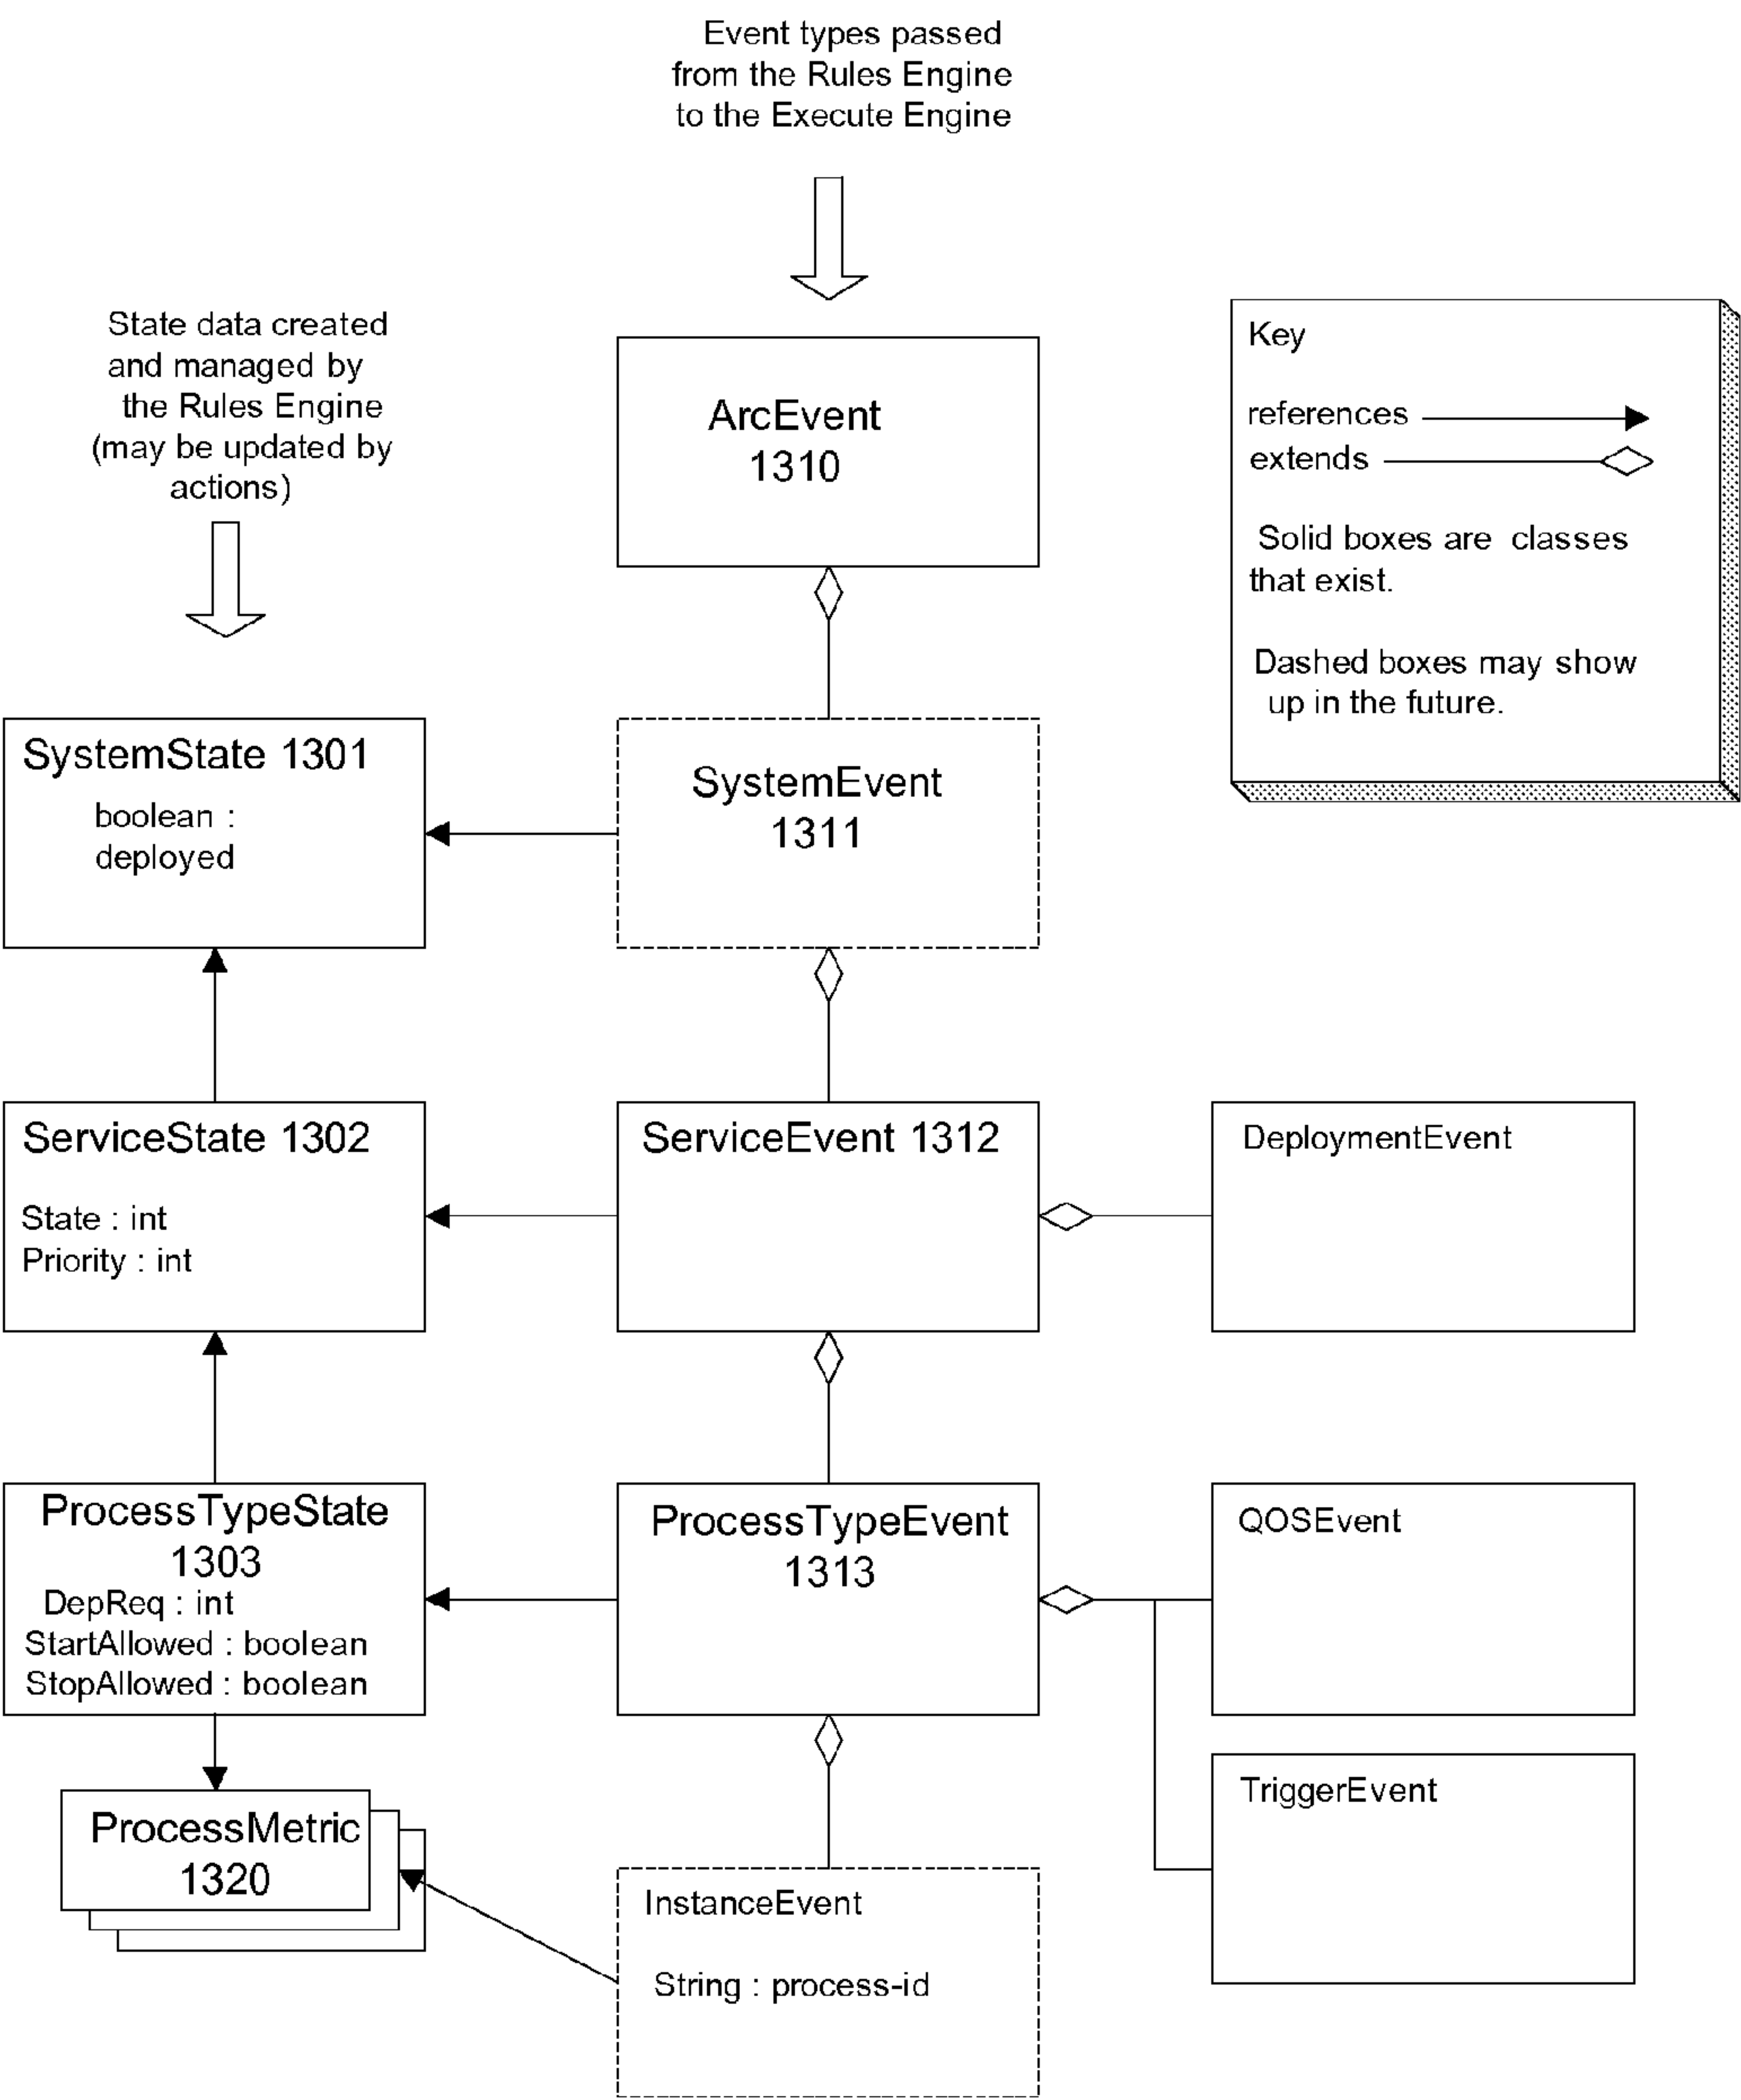 Event types passed
from the Rules Engine
to the Execute Engine
State data created
and managed by
the Rules Engine
(may be updated by
actions)
ArcEvent
1310
Key
references
extends
Solid boxes are classes
that exist.
Dashed boxes may show
up in the future.
SystemState 1301
boolean :
deployed
SystemEvent
1311
ServiceState 1302
State : int
Priority : int
ServiceEvent 1312
DeploymentEvent
ProcessTypeState
1303
DepReq : int
StartAllowed : boolean
StopAllowed : boolean
ProcessTypeEvent
1313
QOSEvent
TriggerEvent
ProcessMetric
1320
InstanceEvent
String : process-id